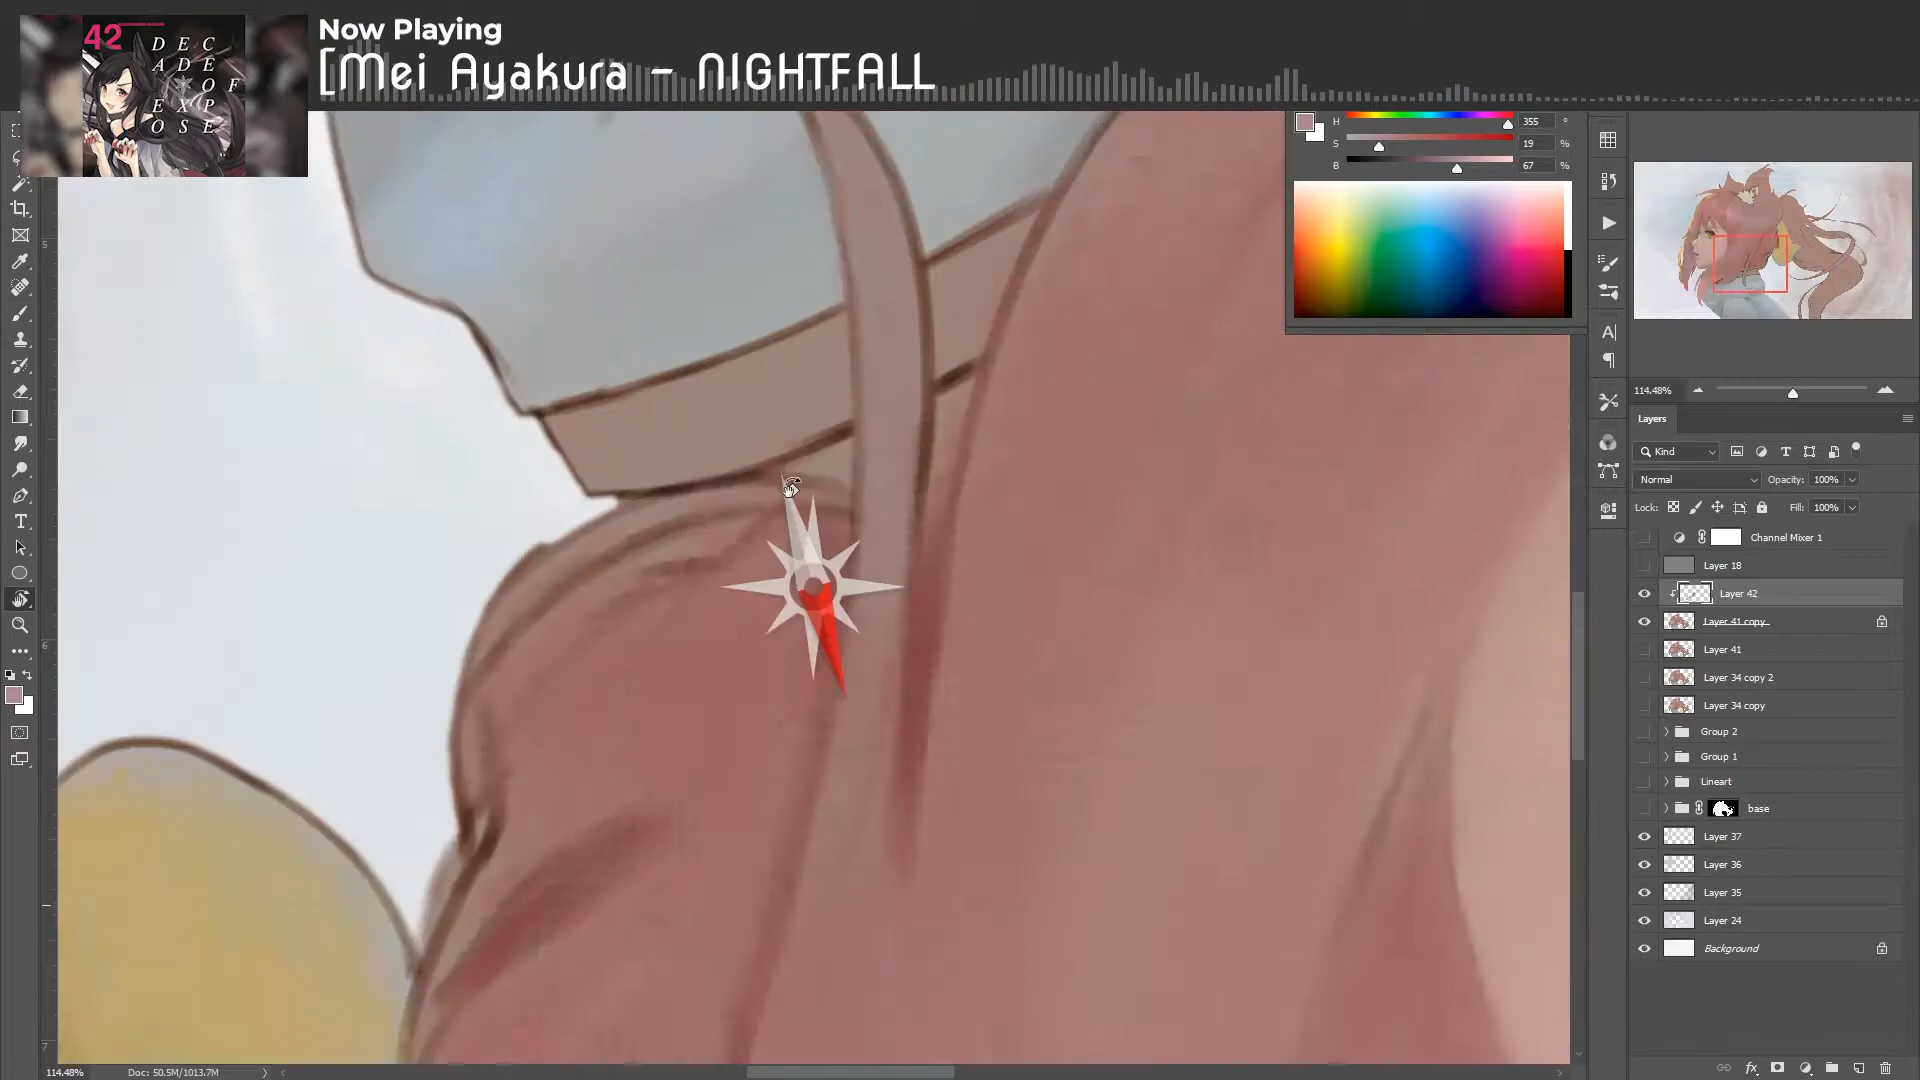 Now Playing
[Mei Ayakura - NIGHTFALL
42
D E C
A D E
E O F
E X P
O S E
H 355 °
S 19 %
B 67 %
5
6
7
114.48%
Layers
Kind
Normal Opacity: 100%
Lock: Fill: 100%
Channel Mixer 1
Layer 18
Layer 42
Layer 41 copy
Layer 41
Layer 34 copy 2
Layer 34 copy
Group 2
Group 1
Lineart
base
Layer 37
Layer 36
Layer 35
Layer 24
Background
114.48% Doc: 50.5M/1013.7M